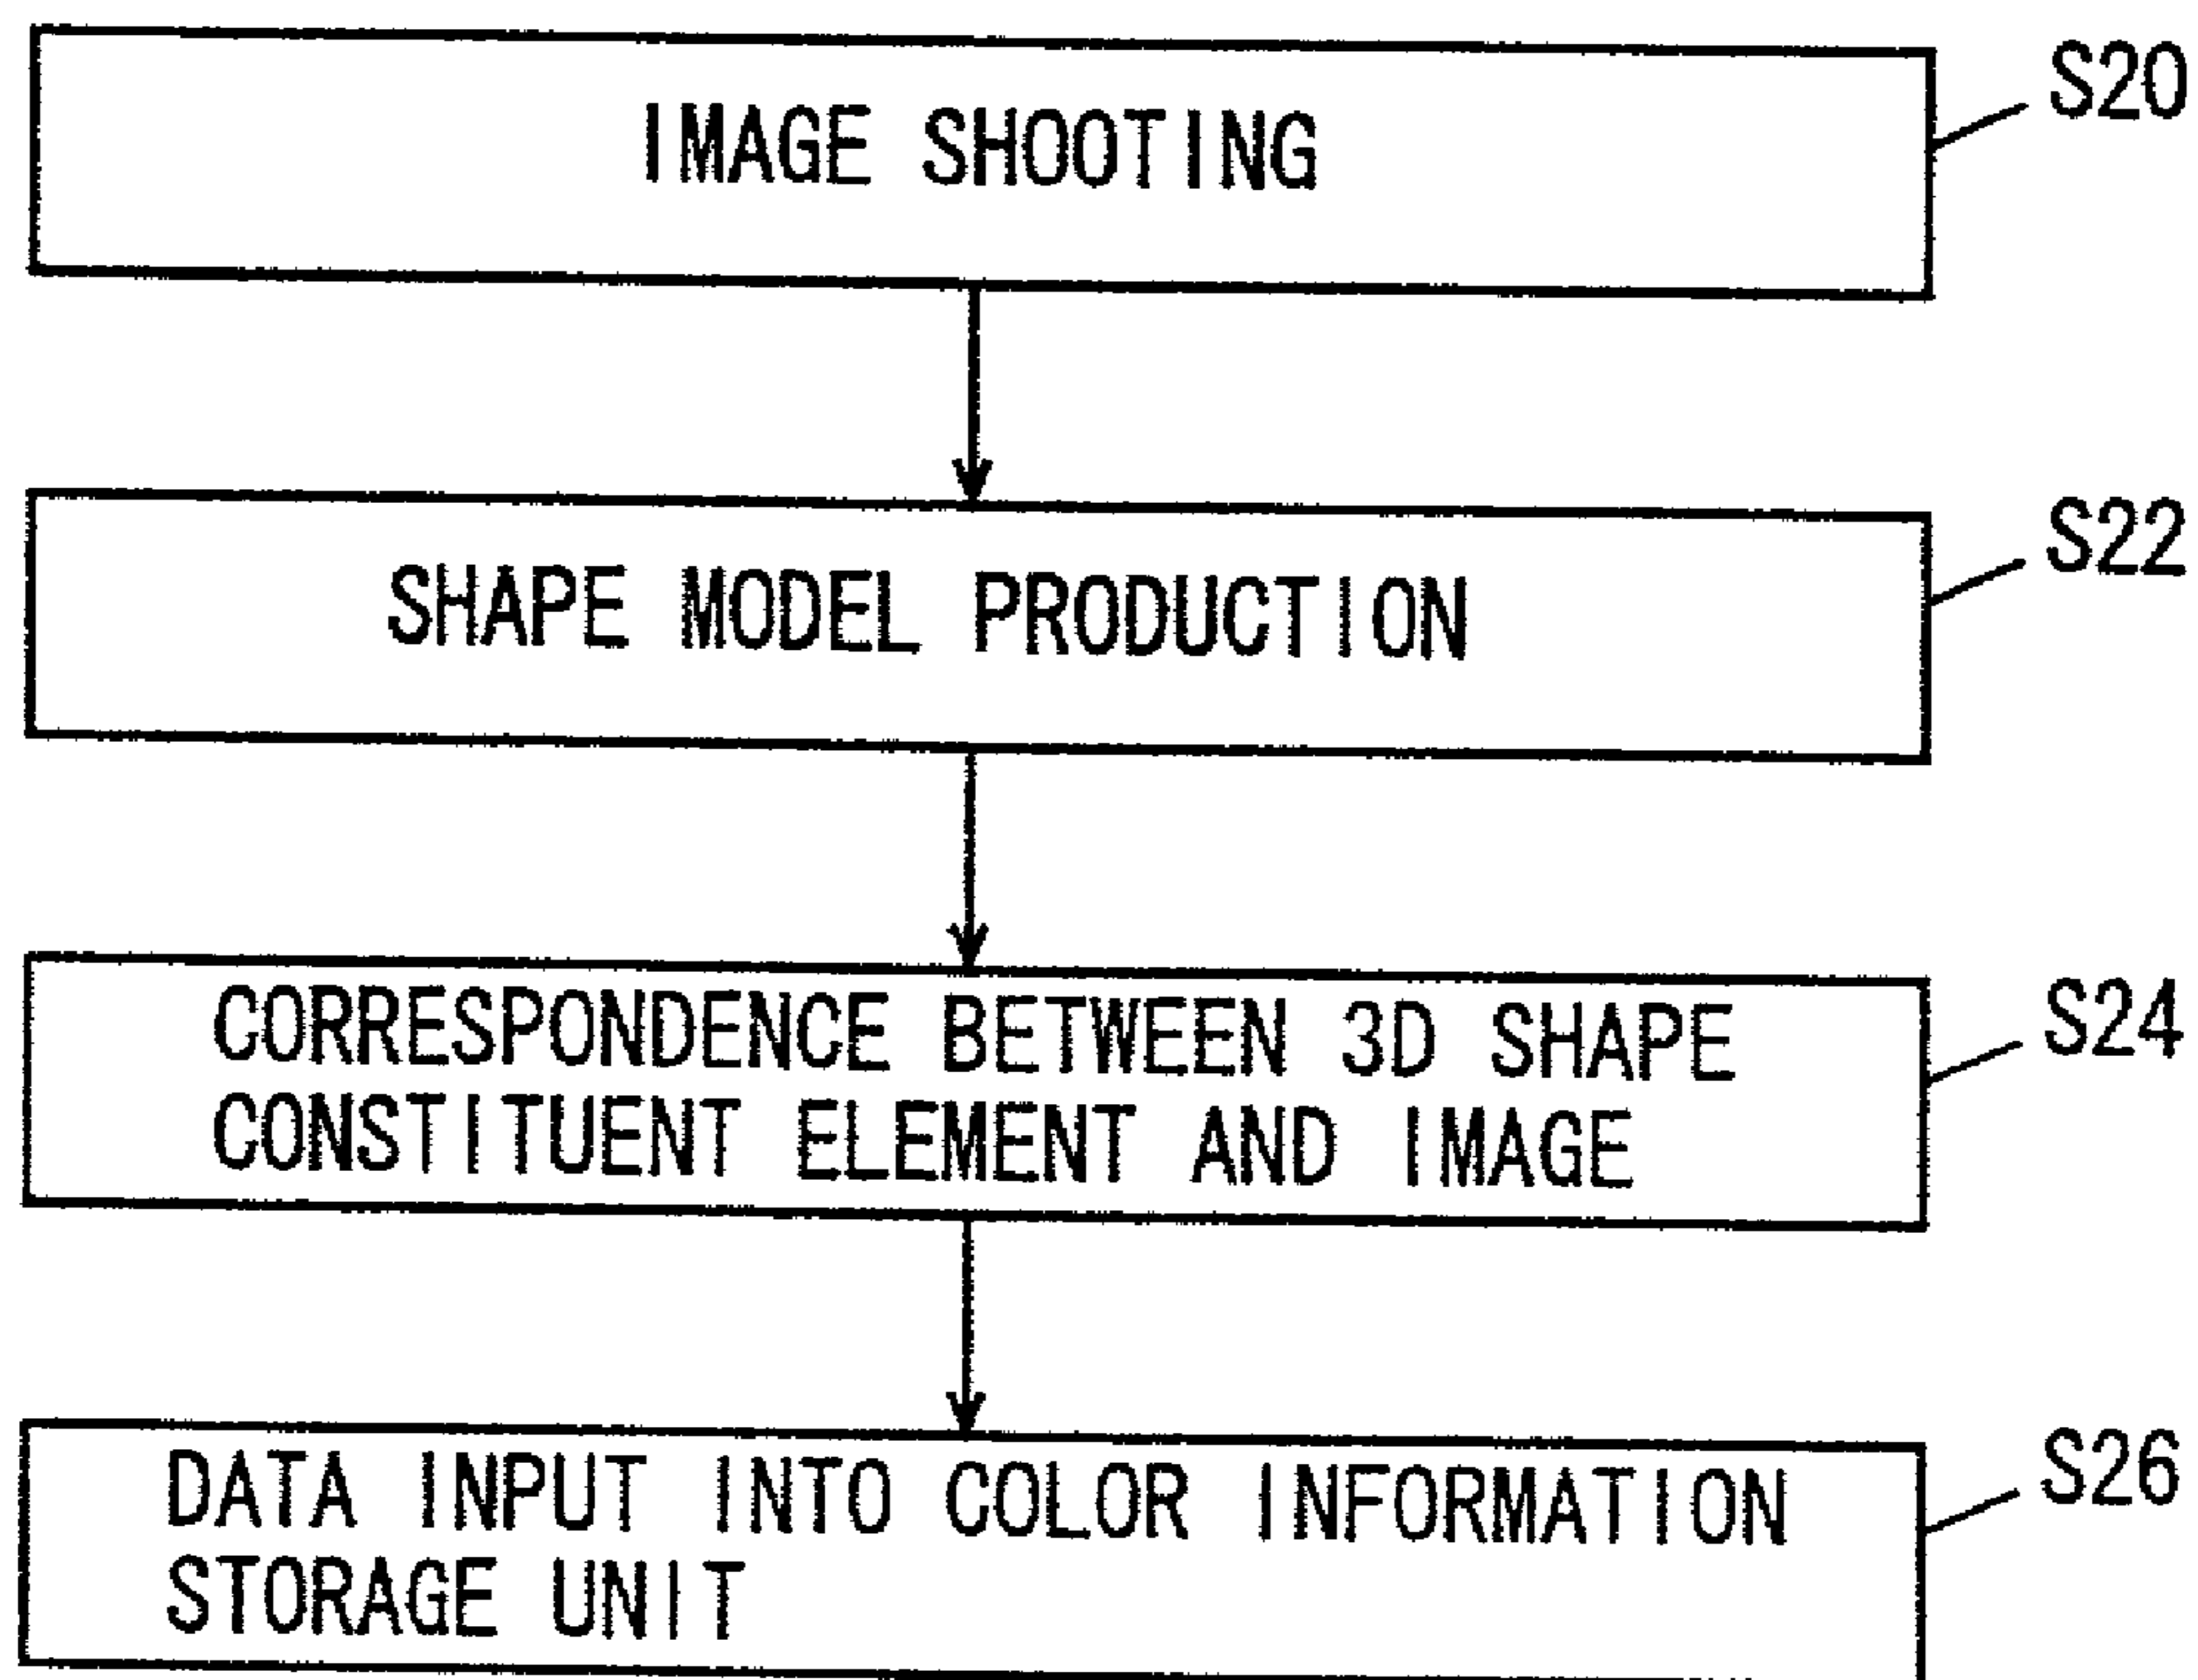 IMAGE SHOOTING
S20
SHAPE MODEL PRODUCTION
S22
CORRESPONDENCE BETWEEN 3D SHAPE
CONSTITUENT ELEMENT AND IMAGE
S24
DATA INPUT INTO COLOR INFORMATION
STORAGE UNIT
S26